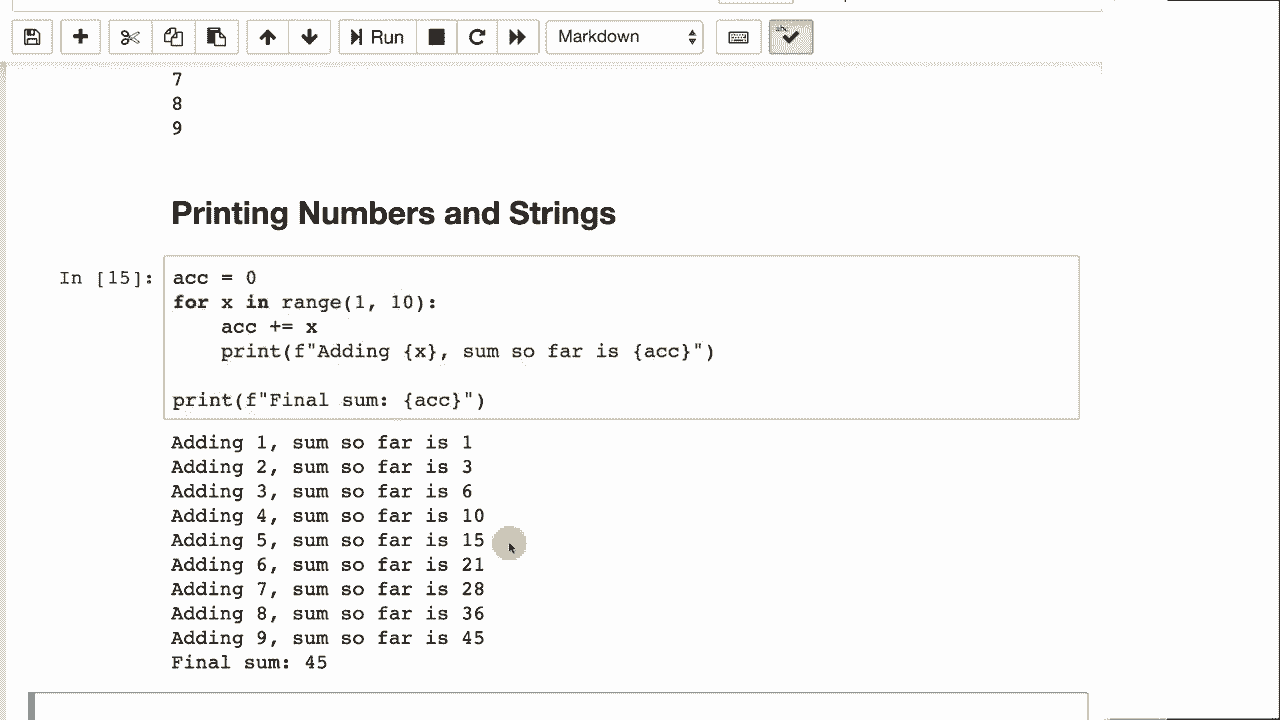 Run
Markdown
7
8
9
Printing Numbers and Strings
In [15]:
acc = 0
for x in range(1, 10):
    acc += x
    print(f"Adding {x}, sum so far is {acc}")
print(f"Final sum: {acc}")
Adding 1, sum so far is 1
Adding 2, sum so far is 3
Adding 3, sum so far is 6
Adding 4, sum so far is 10
Adding 5, sum so far is 15
Adding 6, sum so far is 21
Adding 7, sum so far is 28
Adding 8, sum so far is 36
Adding 9, sum so far is 45
Final sum: 45